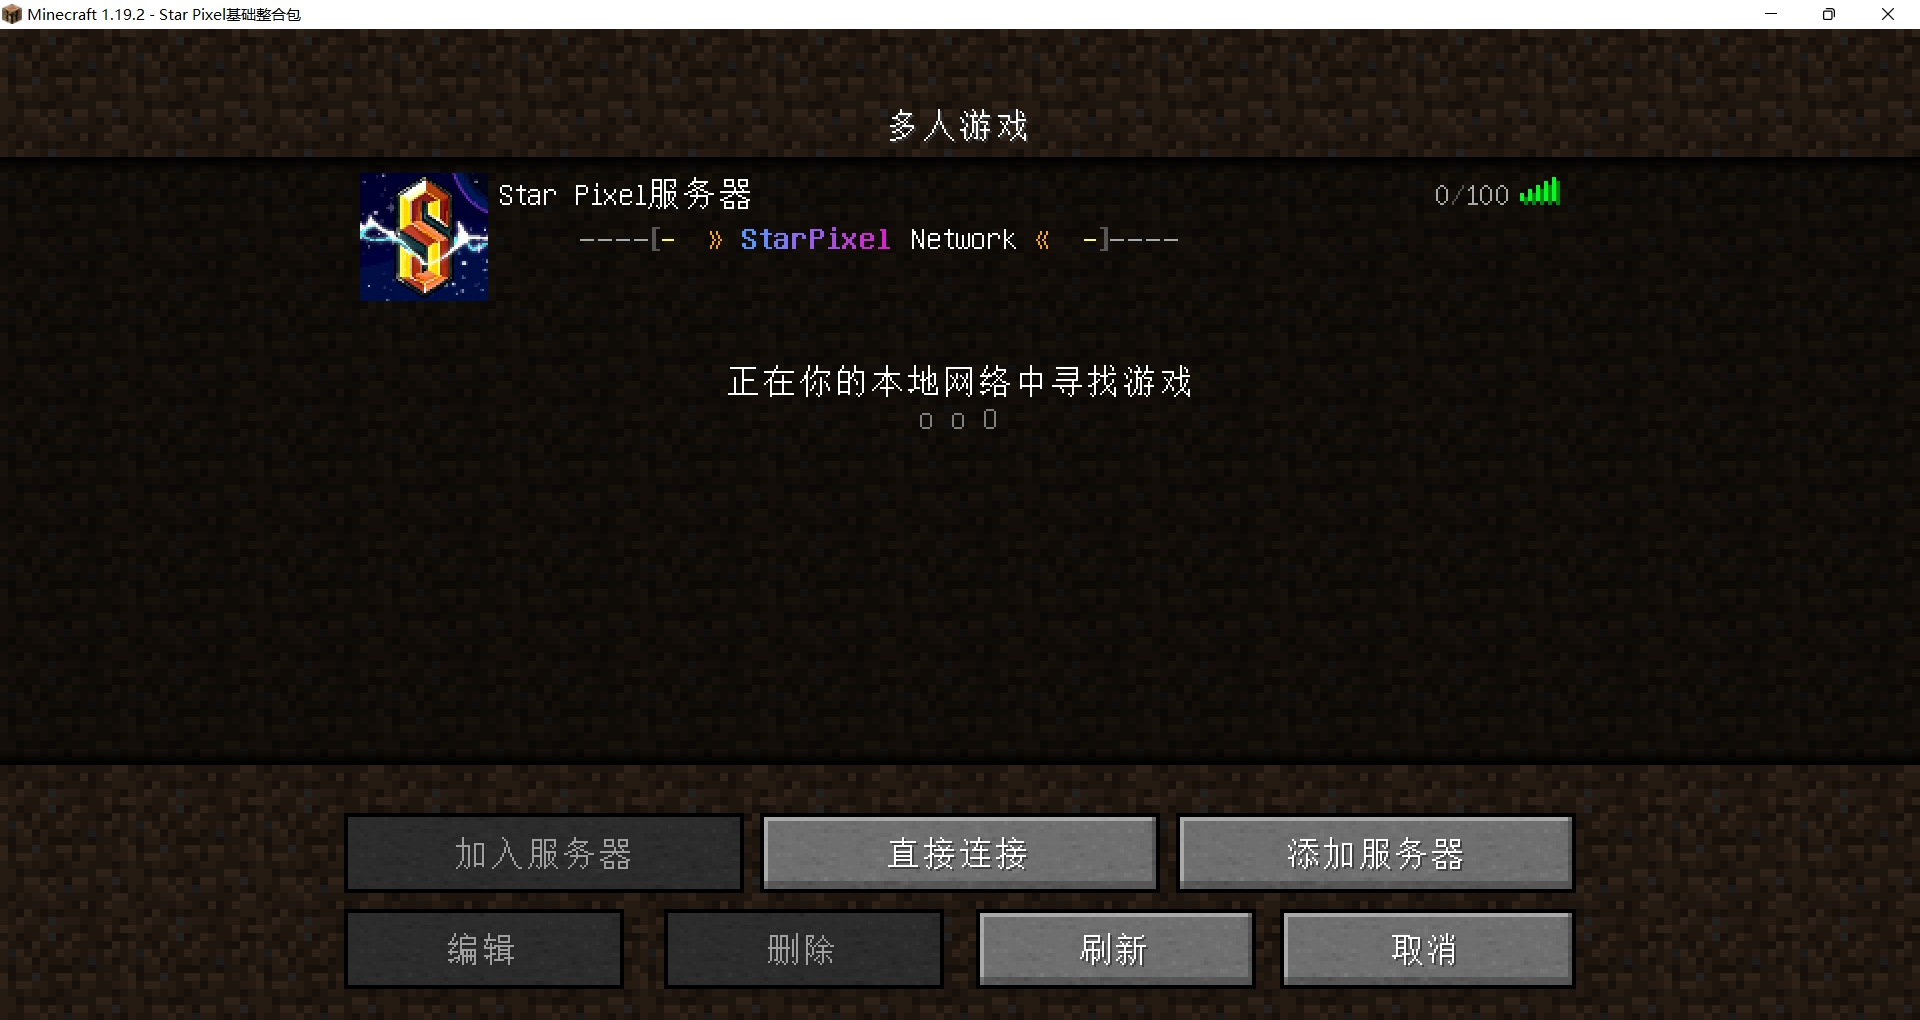 Minecraft 1.19.2 - Star Pixel基础整合包
多人游戏
Star Pixel服务器 0/100
----[- » StarPixel Network « -]----
正在你的本地网络中寻找游戏
o o O
加入服务器 直接连接 添加服务器
编辑 删除 刷新 取消